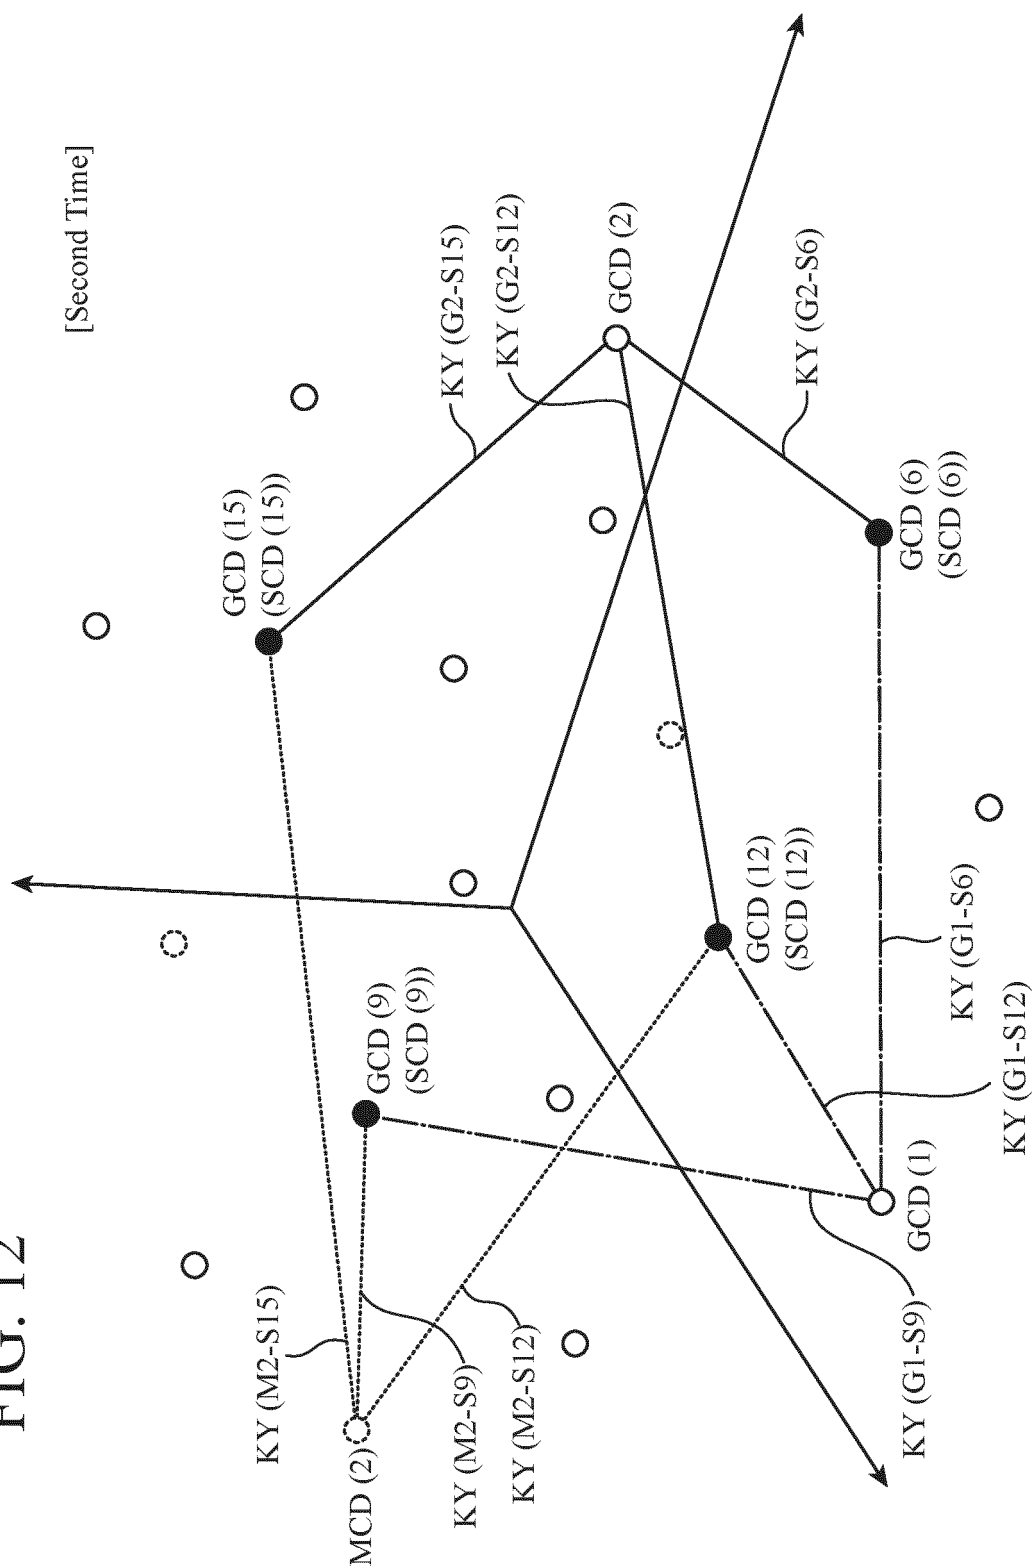 FIG. 12
[Second Time]
KY (M2-S15)
MCD (2)
KY (M2-S9)
KY (M2-S12)
GCD (9)
(SCD (9))
GCD (15)
(SCD (15))
KY (G2-S15)
KY (G2-S12)
GCD (2)
KY (G2-S6)
GCD (12)
(SCD (12))
GCD (6)
(SCD (6))
GCD (1)
KY (G1-S9)
KY (G1-S6)
KY (G1-S12)